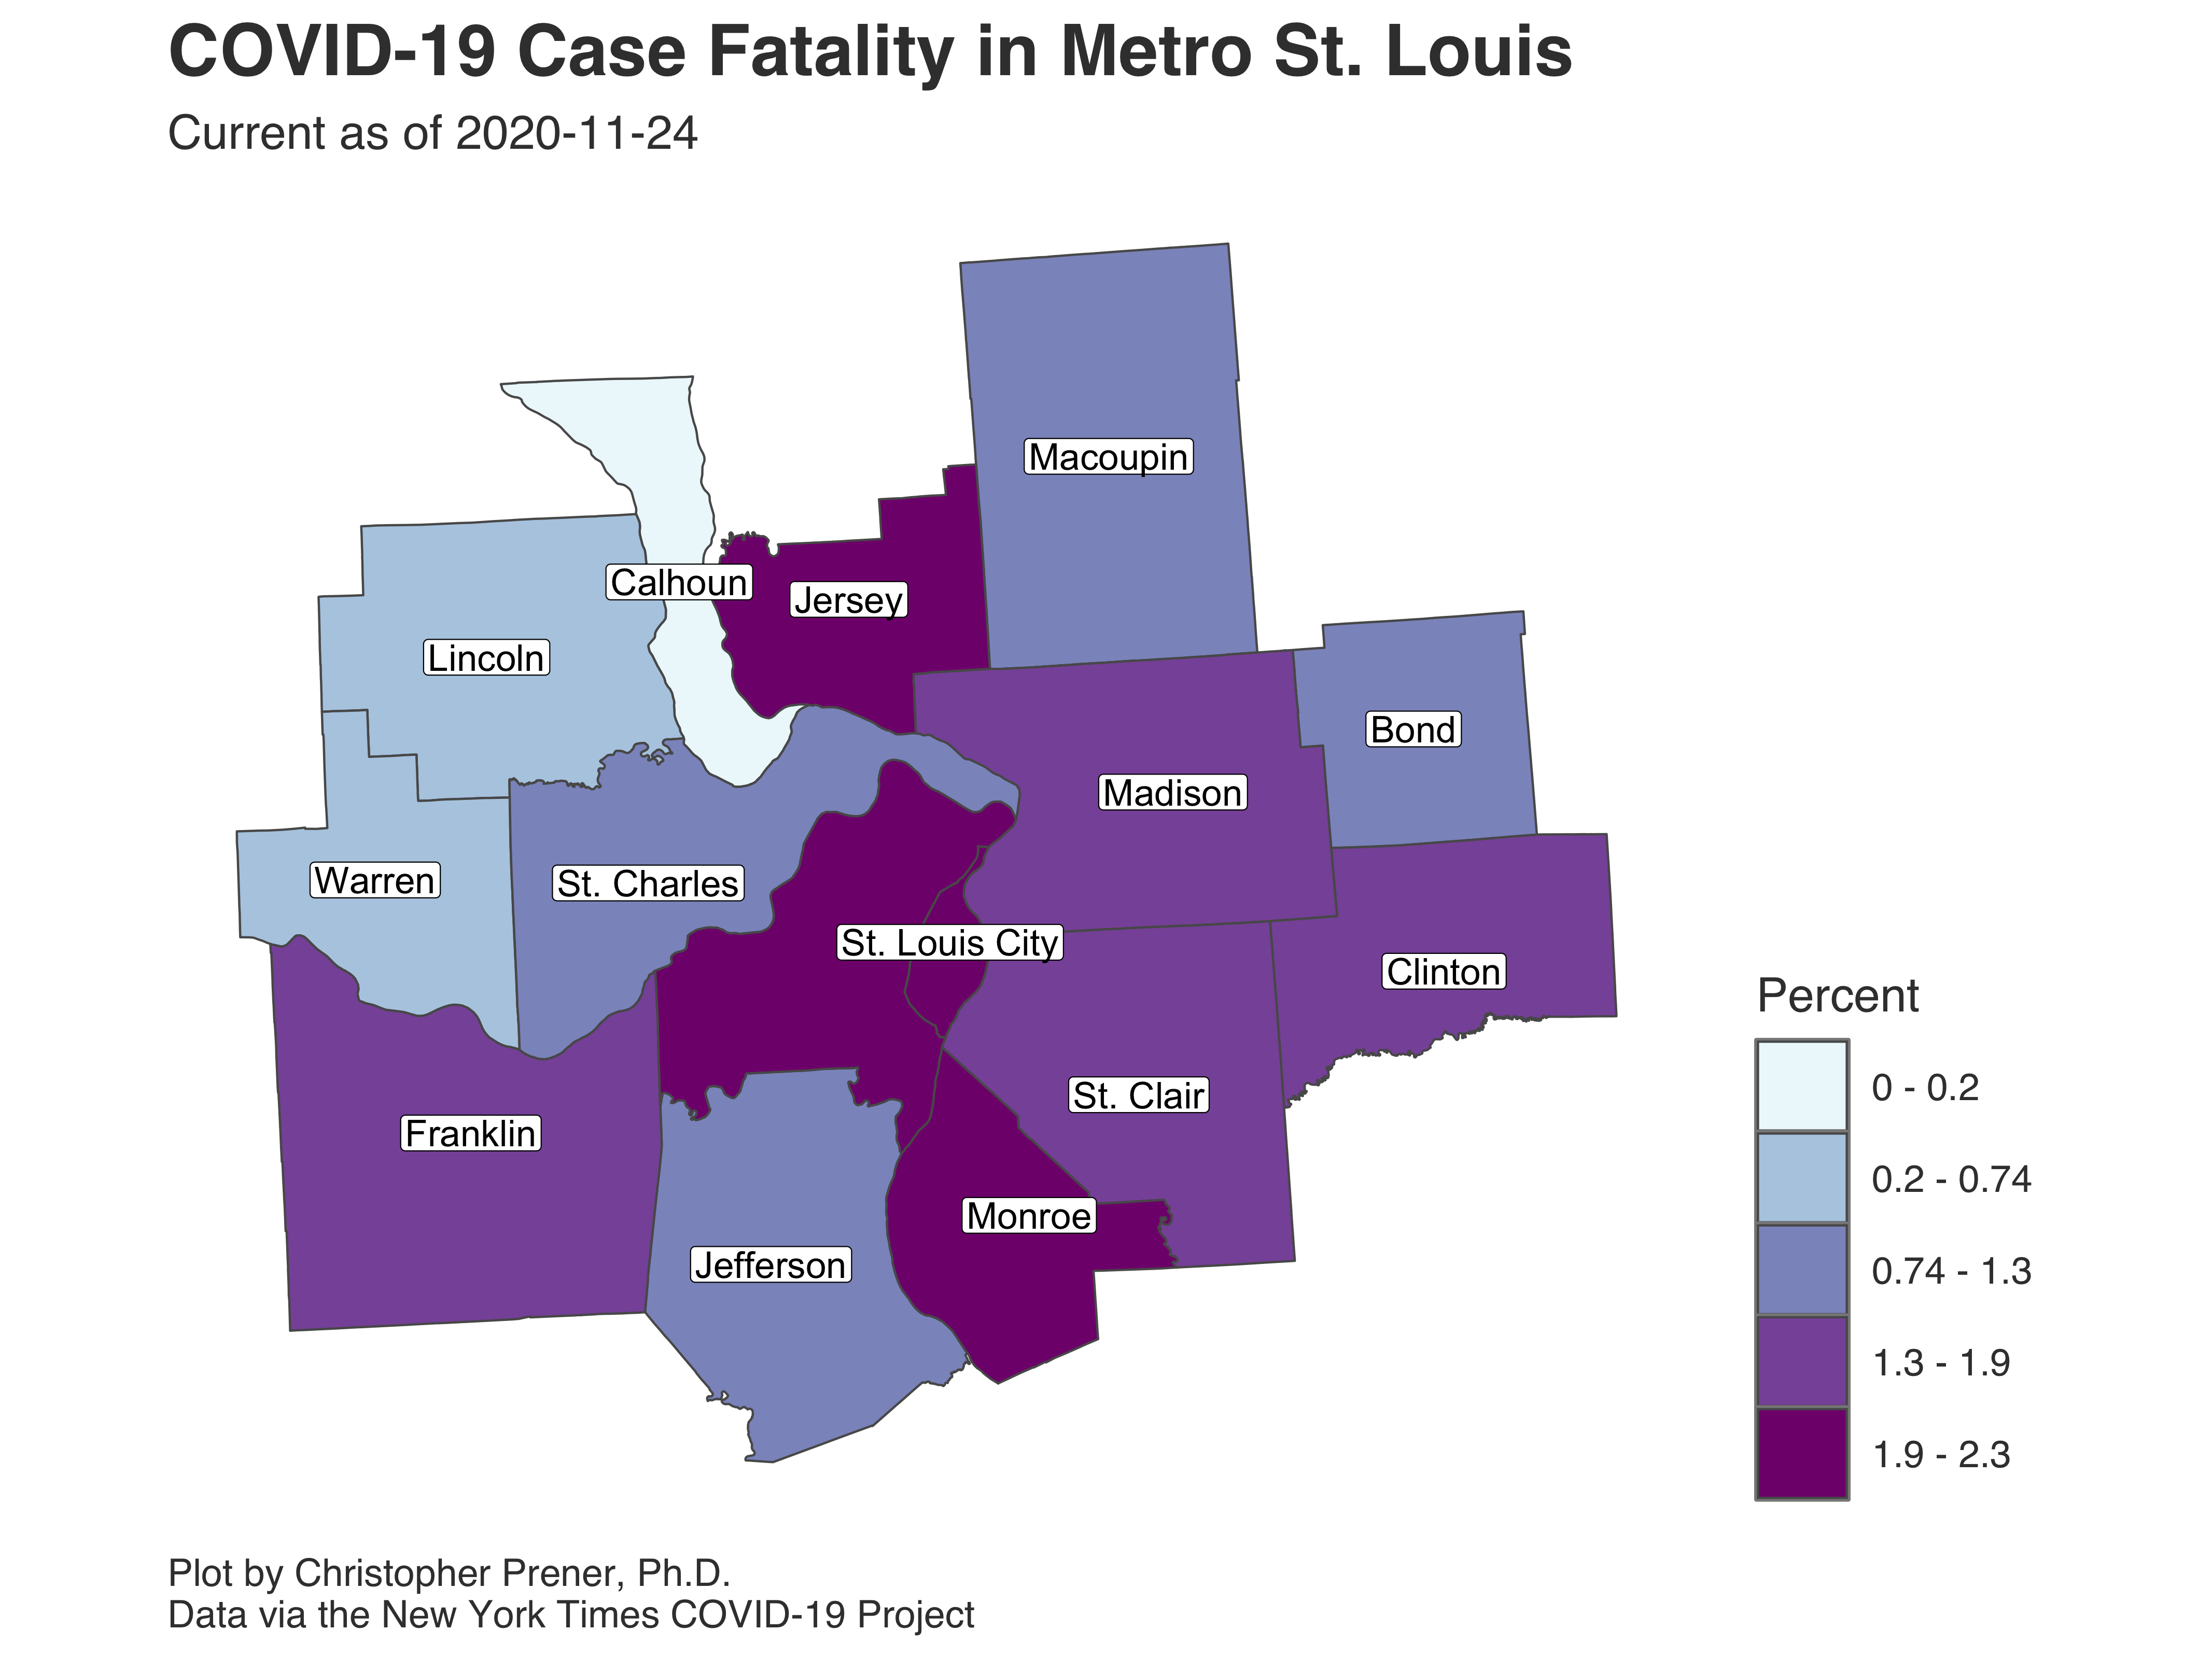 COVID-19 Case Fatality in Metro St. Louis
Current as of 2020-11-24
Macoupin
Calhoun
Jersey
Lincoln
Bond
Madison
Warren
St. Charles
St. Louis City
Clinton
St. Clair
Franklin
Monroe
Jefferson
Percent
0 - 0.2
0.2 - 0.74
0.74 - 1.3
1.3 - 1.9
1.9 - 2.3
Plot by Christopher Prener, Ph.D.
Data via the New York Times COVID-19 Project